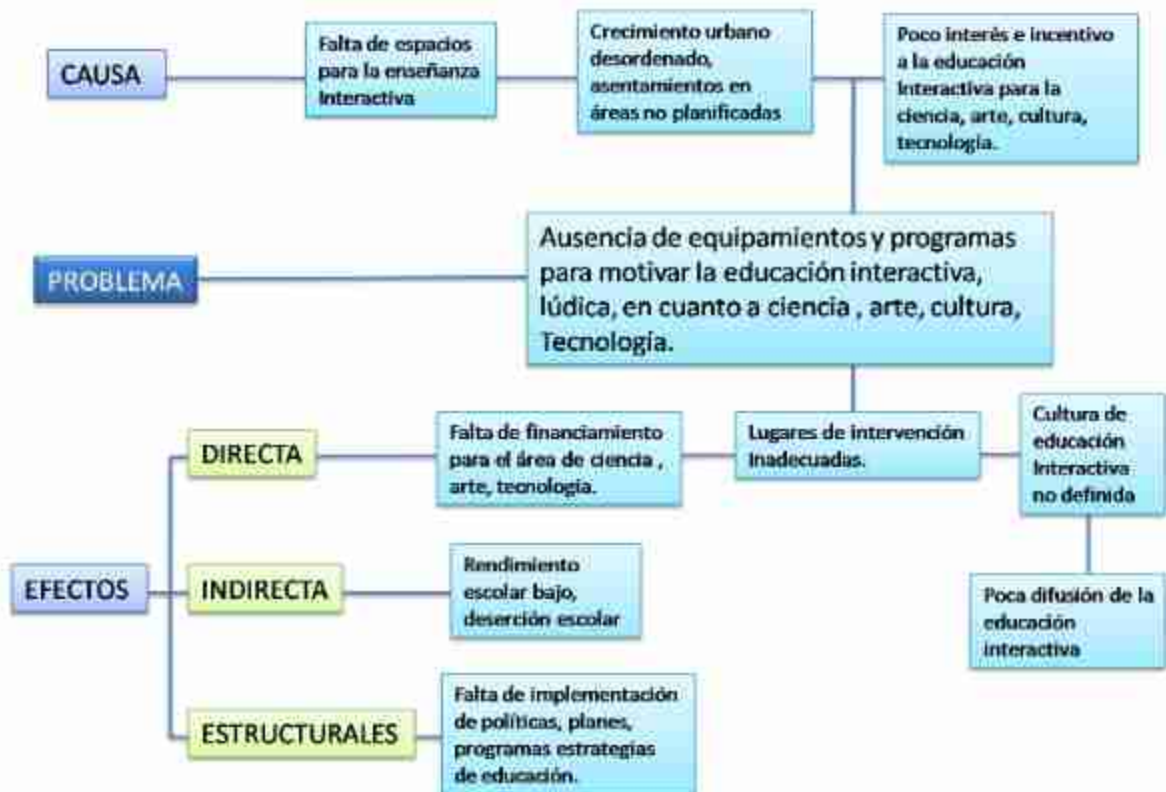 CAUSA
Falta de espacios
para la enseñanza
Interactiva
Crecimiento urbano
desordenado,
asentamientos en
áreas no planificadas
Poco interés e incentivo
a la educación
Interactiva para la
ciencia, arte, cultura,
tecnología.
PROBLEMA
Ausencia de equipamientos y programas
para motivar la educación interactiva,
lúdica, en cuanto a ciencia , arte, cultura,
Tecnología.
EFECTOS
DIRECTA
Falta de financiamiento
para el área de ciencia ,
arte, tecnología.
Lugares de intervención
Inadecuadas.
Cultura de
educación
Interactiva
no definida
Poca difusión de la
educación
interactiva
INDIRECTA
Rendimiento
escolar bajo,
deserción escolar
ESTRUCTURALES
Falta de implementación
de políticas, planes,
programas estrategias
de educación.